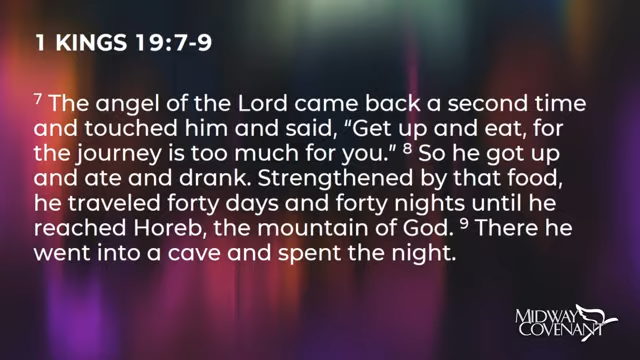 1 KINGS 19:7-9
⁷ The angel of the Lord came back a second time
and touched him and said, “Get up and eat, for
the journey is too much for you.” ⁸ So he got up
and ate and drank. Strengthened by that food,
he traveled forty days and forty nights until he
reached Horeb, the mountain of God. ⁹ There he
went into a cave and spent the night.
MIDWAY
COVENANT